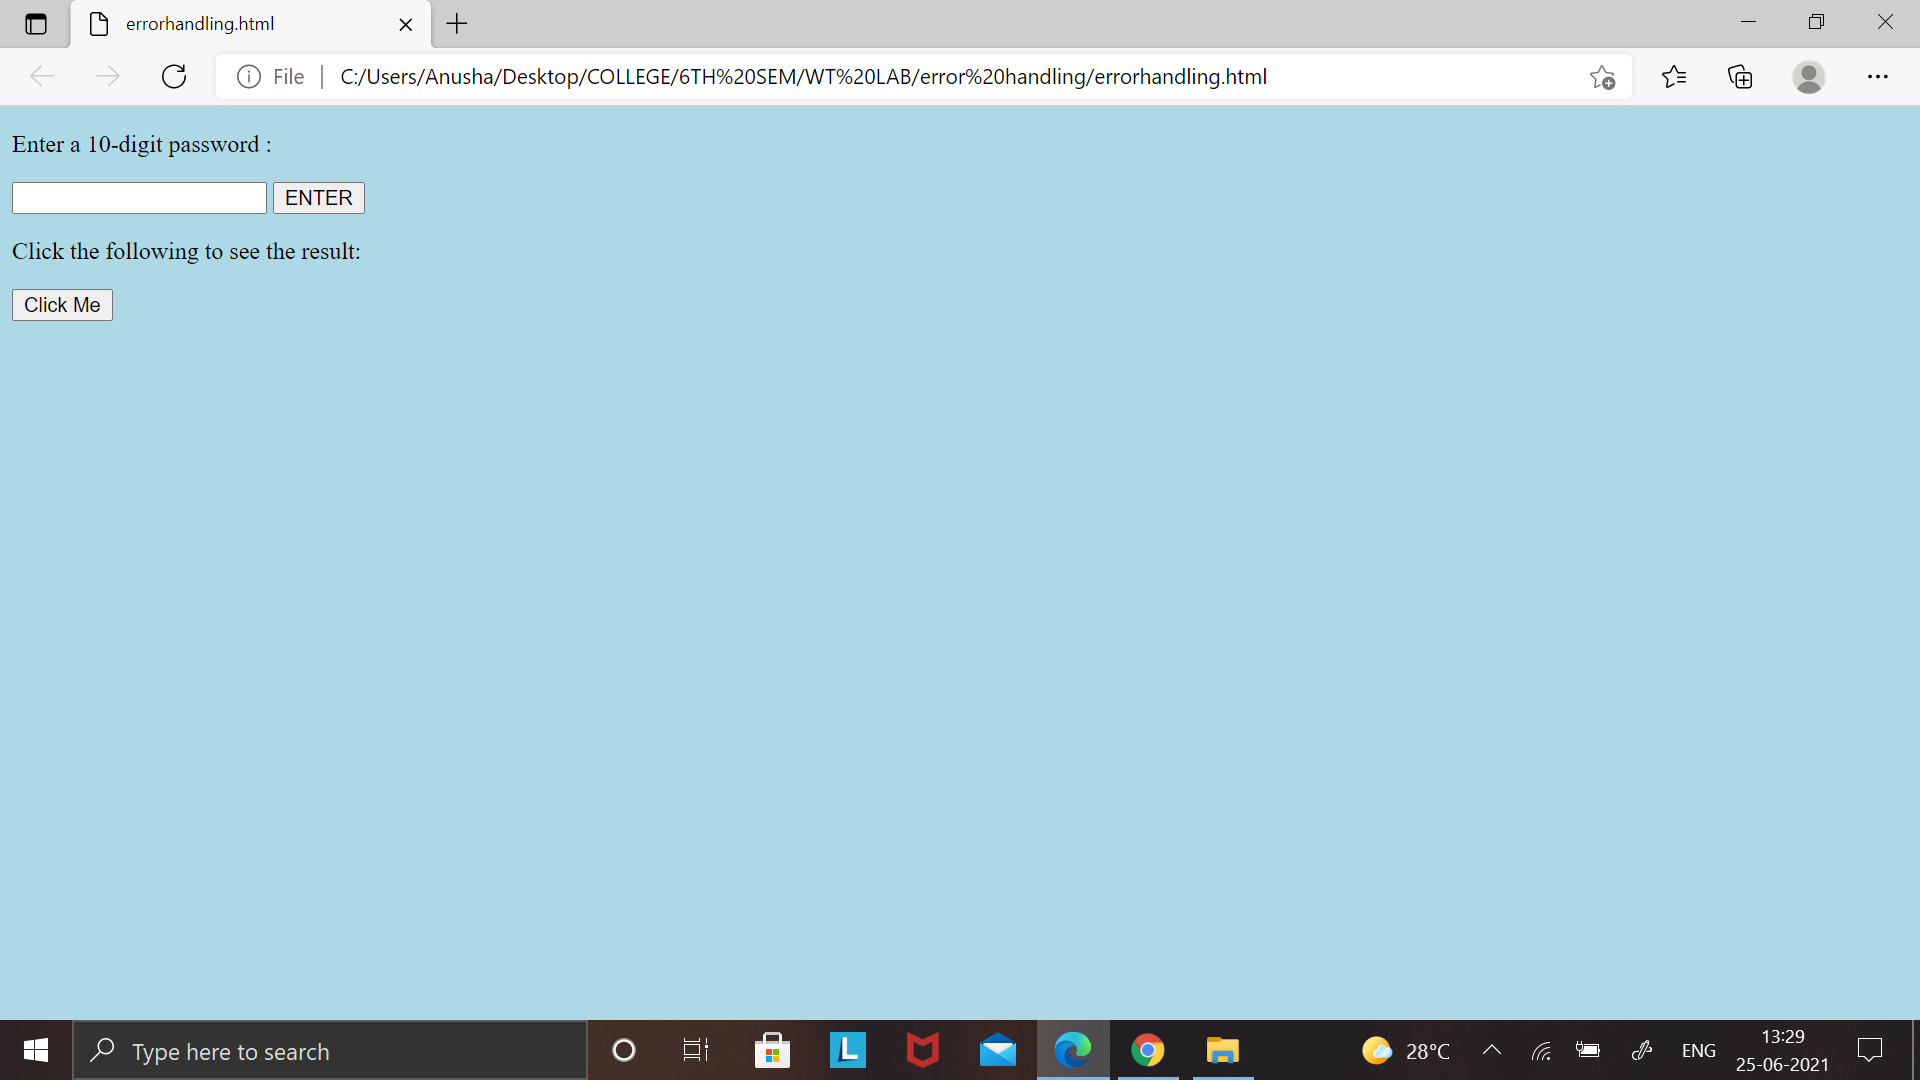 errorhandling.html
File | C:/Users/Anusha/Desktop/COLLEGE/6TH%20SEM/WT%20LAB/error%20handling/errorhandling.html
Enter a 10-digit password :
ENTER
Click the following to see the result:
Click Me
Type here to search
L
28°C
ENG
13:29
25-06-2021